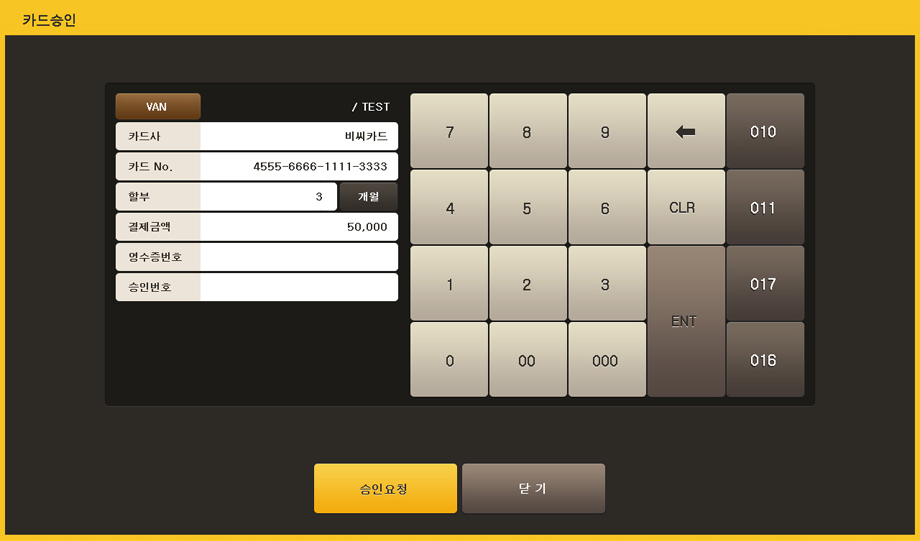 카드승인
VAN / TEST
카드사 비씨카드
카드 No. 4555-6666-1111-3333
할부 3 개월
결제금액 50,000
영수증번호
승인번호
7 8 9 010
4 5 6 CLR 011
1 2 3 017
ENT
0 00 000 016
승인요청 닫 기